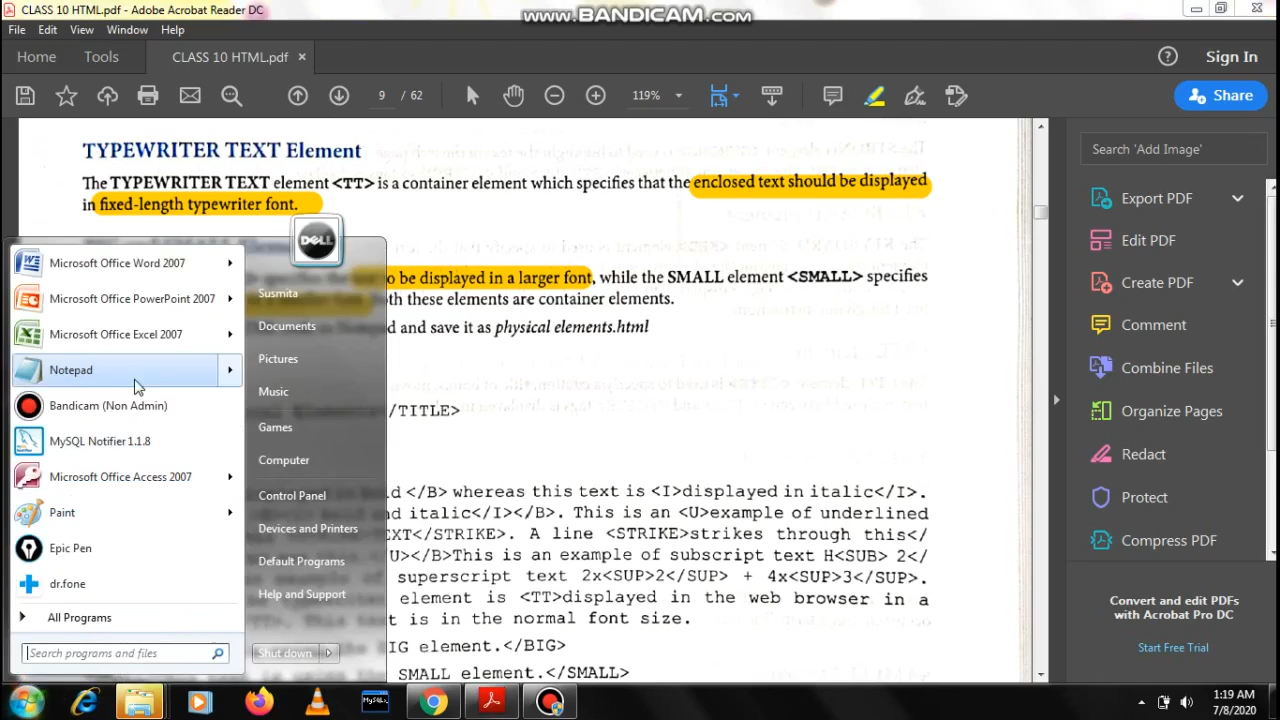 CLASS 10 HTML.pdf - Adobe Acrobat Reader DC
www.BANDICAM.com
File Edit View Window Help
Home Tools CLASS 10 HTML.pdf ×
Sign In
9 / 62
119%
Share
TYPEWRITER TEXT Element
The TYPEWRITER TEXT element <TT> is a container element which specifies that the enclosed text should be displayed
in fixed-length typewriter font.
to be displayed in a larger font, while the SMALL element <SMALL> specifies
both these elements are container elements.
and save it as physical elements.html
/TITLE>
</B> whereas this text is <I>displayed in italic</I>.
italic</I></B>. This is an <U>example of underlined
</STRIKE>. A line <STRIKE>strikes through this</
</U></B>This is an example of subscript text H<SUB> 2</
superscript text 2x<SUP>2</SUP> + 4x<SUP>3</SUP>.
element is <TT>displayed in the web browser in a
is in the normal font size.
element.</BIG>
SMALL element.</SMALL>
Search 'Add Image'
Export PDF
Edit PDF
Create PDF
Comment
Combine Files
Organize Pages
Redact
Protect
Compress PDF
Convert and edit PDFs
with Acrobat Pro DC
Start Free Trial
Microsoft Office Word 2007
Microsoft Office PowerPoint 2007
Microsoft Office Excel 2007
Notepad
Bandicam (Non Admin)
MySQL Notifier 1.1.8
Microsoft Office Access 2007
Paint
Epic Pen
dr.fone
All Programs
Search programs and files
DELL
Susmita
Documents
Pictures
Music
Games
Computer
Control Panel
Devices and Printers
Default Programs
Help and Support
Shut down
MySQL
1:19 AM
7/8/2020